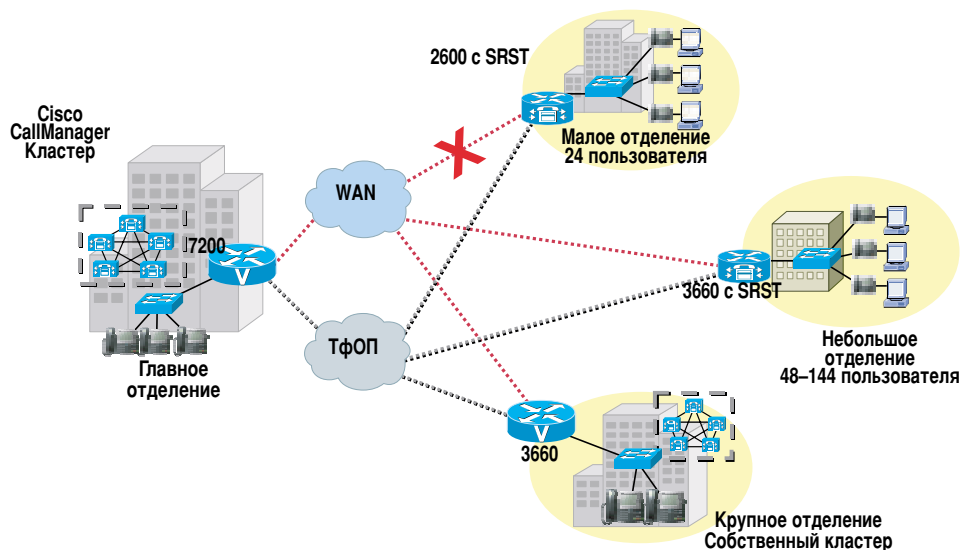 2600 с SRST
Cisco
CallManager
Кластер
Малое отделение
24 пользователя
WAN
7200
3660 с SRST
ТфОП
Главное
отделение
Небольшое
отделение
48–144 пользователя
V
V
3660
Крупное отделение
Собственный кластер